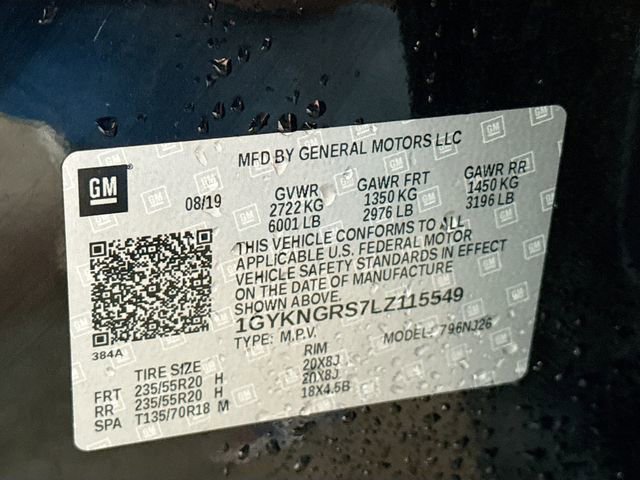 MFD BY GENERAL MOTORS LLC
GM
08/19 GVWR GAWR FRT GAWR RR
2722 KG 1350 KG 1450 KG
6001 LB 2976 LB 3196 LB
THIS VEHICLE CONFORMS TO ALL
APPLICABLE U.S. FEDERAL MOTOR
VEHICLE SAFETY STANDARDS IN EFFECT
ON THE DATE OF MANUFACTURE
SHOWN ABOVE.
1GYKNGRS7LZ115549
TYPE: M.P.V. MODEL: 796NJ26
384A
TIRE SIZE RIM
FRT 235/55R20 H 20X8J
RR 235/55R20 H 20X8J
SPA T135/70R18 M 18X4.5B